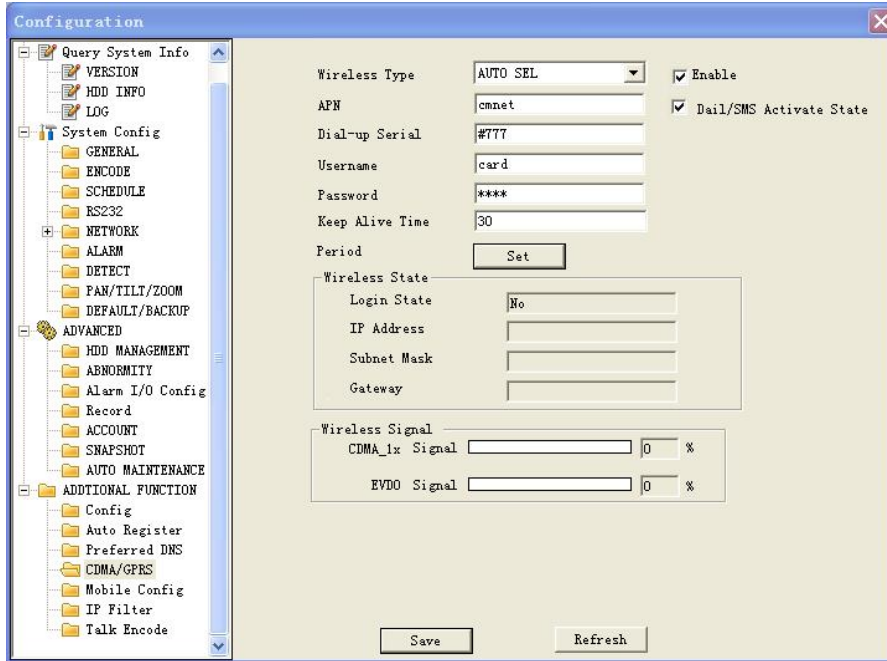 Configuration
Query System Info
VERSION
HDD INFO
LOG
System Config
GENERAL
ENCODE
SCHEDULE
RS232
NETWORK
ALARM
DETECT
PAN/TILT/ZOOM
DEFAULT/BACKUP
ADVANCED
HDD MANAGEMENT
ABNORMITY
Alarm I/O Config
Record
ACCOUNT
SNAPSHOT
AUTO MAINTENANCE
ADDTIONAL FUNCTION
Config
Auto Register
Preferred DNS
CDMA/GPRS
Mobile Config
IP Filter
Talk Encode
Wireless Type AUTO SEL Enable
APN cmnet Dail/SMS Activate State
Dial-up Serial #777
Username card
Password ****
Keep Alive Time 30
Period Set
Wireless State
Login State No
IP Address
Subnet Mask
Gateway
Wireless Signal
CDMA_1x Signal 0 %
EVDO Signal 0 %
Save Refresh